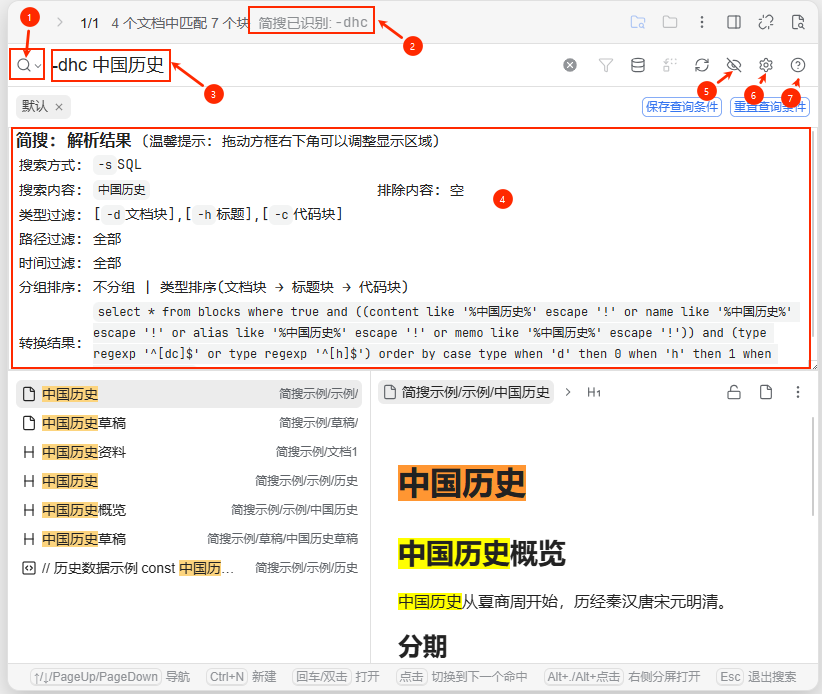 1
1/1 4 个文档中匹配 7 个块 简搜已识别: -dhc
2
-dhc 中国历史
3
5
6
7
默认 ×
保存查询条件 重置查询条件
简搜: 解析结果 (温馨提示: 拖动方框右下角可以调整显示区域)
搜索方式: -s SQL
搜索内容: 中国历史 排除内容: 空
4
类型过滤: [ -d 文档块],[ -h 标题],[ -c 代码块]
路径过滤: 全部
时间过滤: 全部
分组排序: 不分组 | 类型排序(文档块 → 标题块 → 代码块)
转换结果: select * from blocks where true and ((content like '%中国历史%' escape '!' or name like '%中国历史%'
escape '!' or alias like '%中国历史%' escape '!' or memo like '%中国历史%' escape '!')) and (type
regexp '^[dc]$' or type regexp '^[h]$') order by case type when 'd' then 0 when 'h' then 1 when
中国历史 简搜示例/示例/
中国历史草稿 简搜示例/草稿/
中国历史资料 简搜示例/文档1
中国历史 简搜示例/示例/历史
中国历史概览 简搜示例/示例/中国历史
中国历史草稿 简搜示例/草稿/中国历史草稿
// 历史数据示例 const 中国历... 简搜示例/示例/历史
简搜示例/示例/中国历史 > H1
中国历史
中国历史概览
中国历史从夏商周开始，历经秦汉唐宋元明清。
分期
↑/↓/PageUp/PageDown 导航 Ctrl+N 新建 回车/双击 打开 点击 切换到下一个命中 Alt+./Alt+点击 右侧分屏打开 Esc 退出搜索